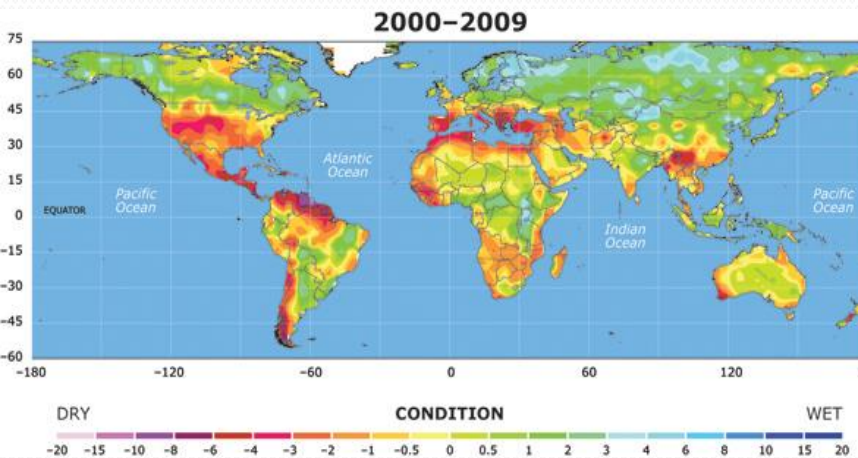 2000–2009
75
60
45
30
15
0
−15
−30
−45
−60
EQUATOR
Pacific
Ocean
Atlantic
Ocean
Indian
Ocean
Pacific
Ocean
−180 −120 −60 0 60 120
DRY CONDITION WET
−20 −15 −10 −8 −6 −4 −3 −2 −1 −0.5 0 0.5 1 2 3 4 6 8 10 15 20